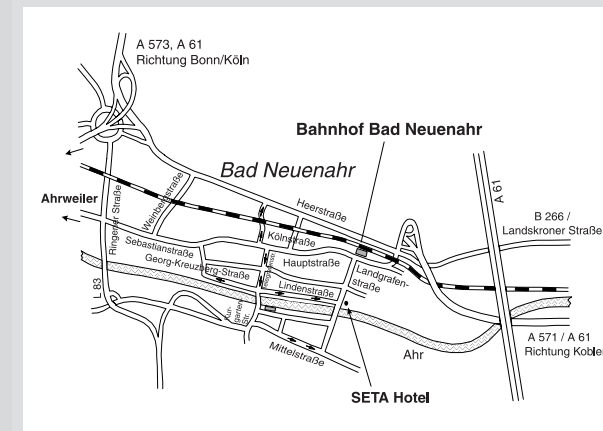 A 573, A 61
Richtung Bonn/Köln
Bahnhof Bad Neuenahr
Bad Neuenahr
A 61
Ahrweiler
Ringener Straße
Weinbergstraße
Heerstraße
B 266 /
Landskroner Straße
Kölnstraße
Sebastianstraße
Georg-Kreuzberg-Straße
Hauptstraße
Landgrafen-
straße
Lindenstraße
L 83
Kur-
garten-
Str.
Mittelstraße
Ahr
A 571 / A 61
Richtung Koble
SETA Hotel